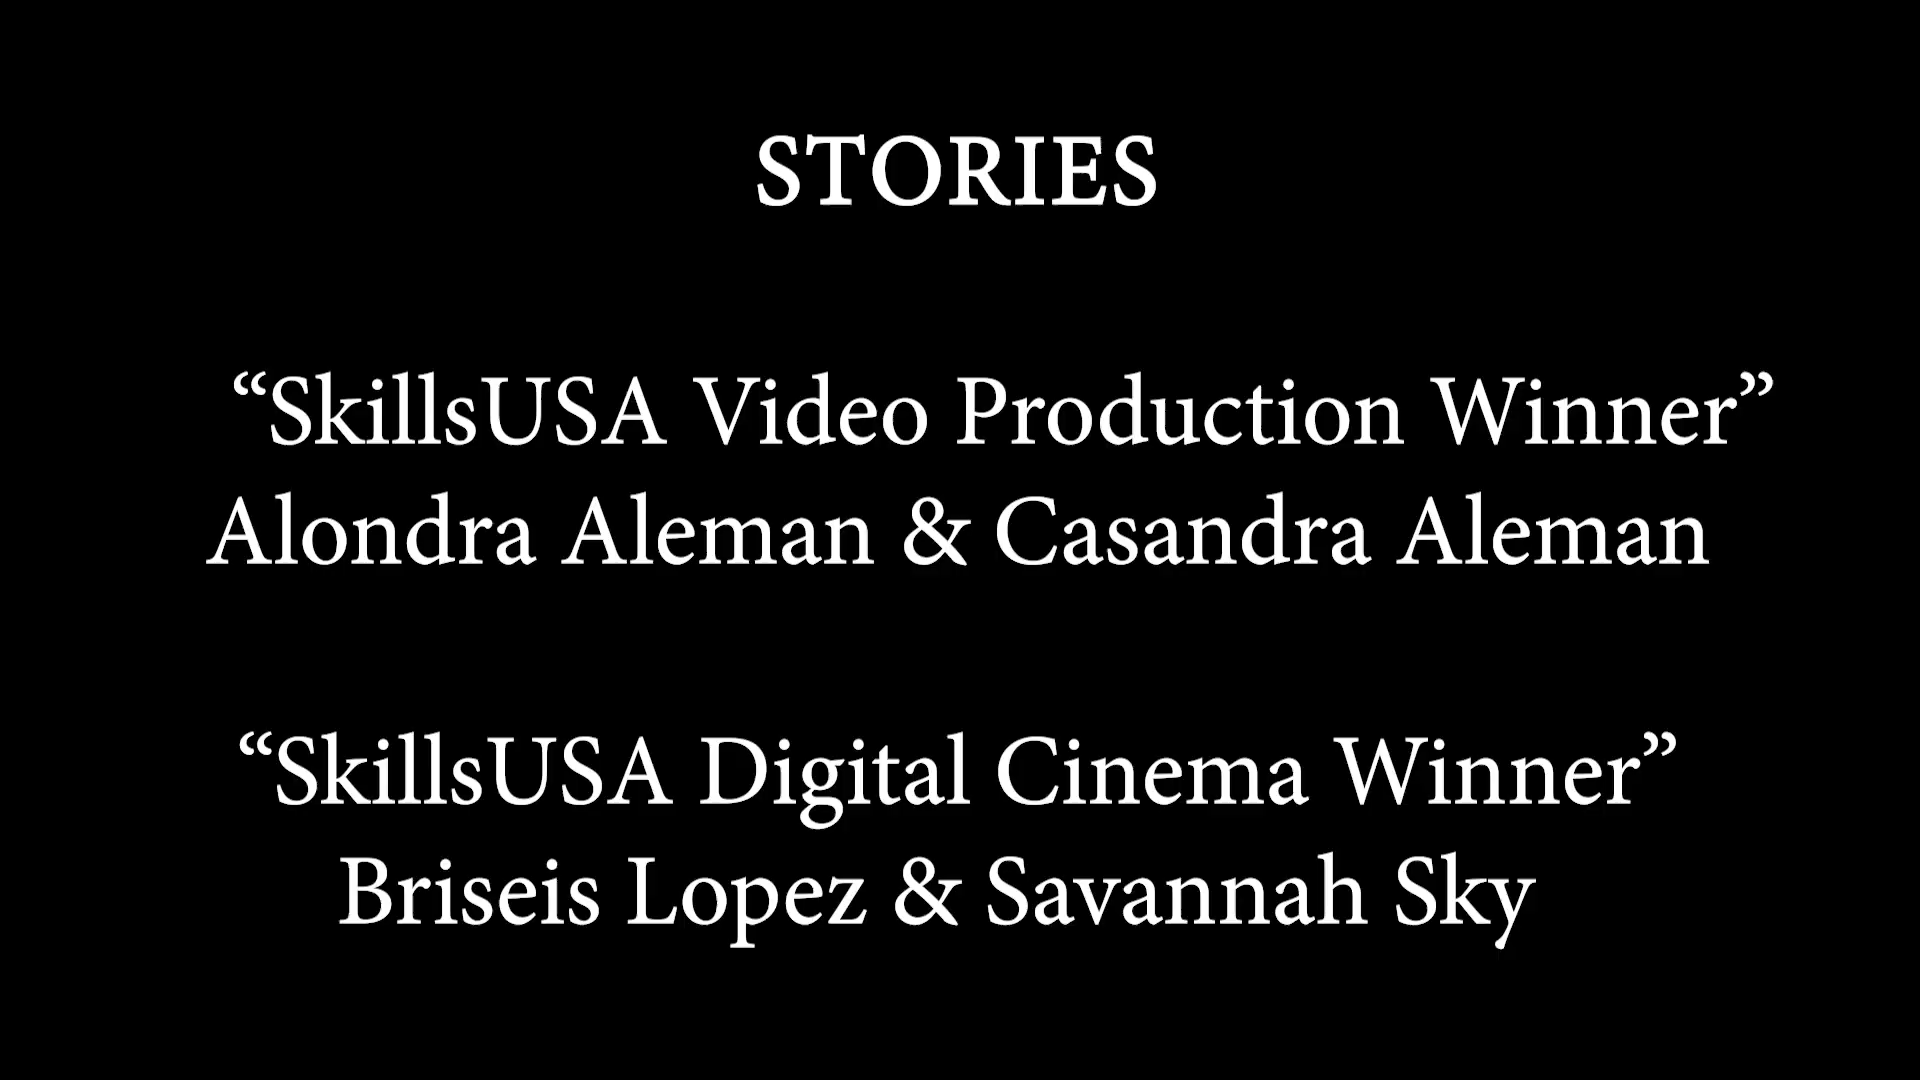 STORIES
“SkillsUSA Video Production Winner”
Alondra Aleman & Casandra Aleman
“SkillsUSA Digital Cinema Winner”
Briseis Lopez & Savannah Sky